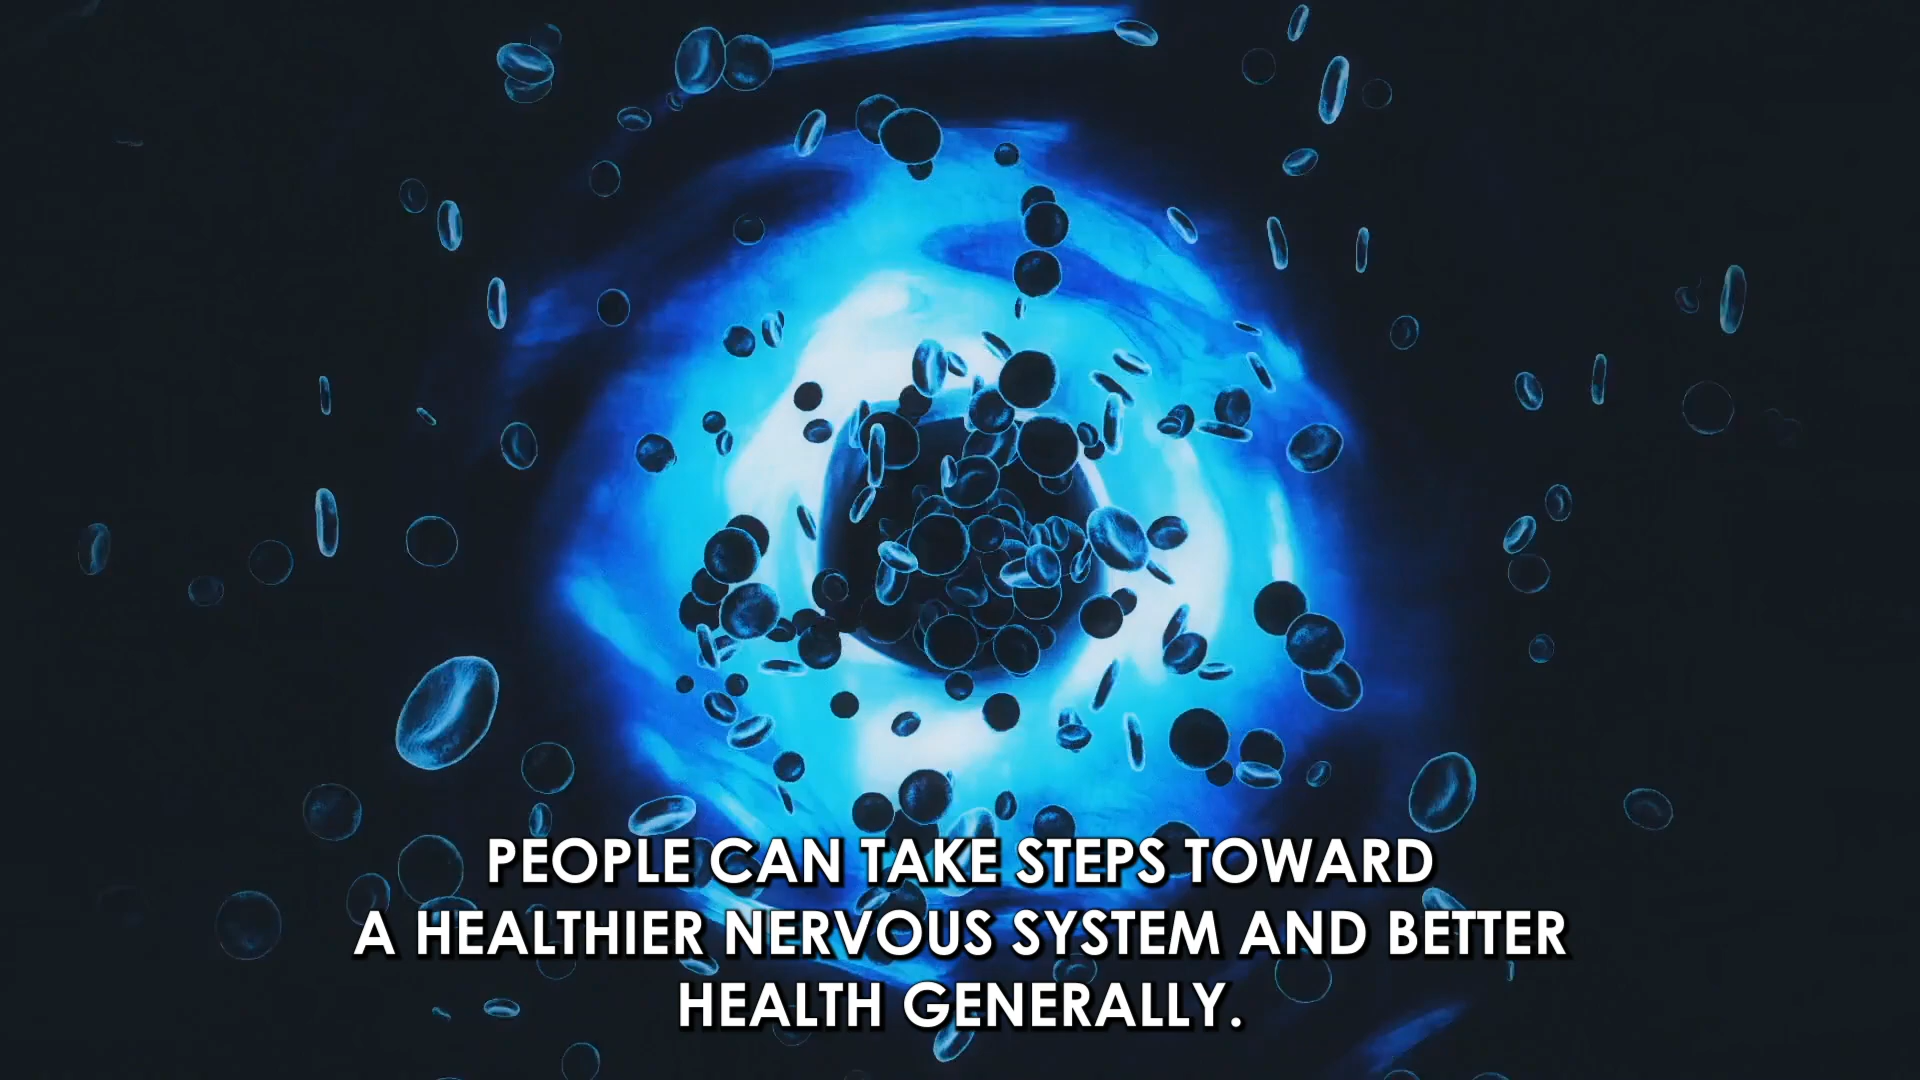 PEOPLE CAN TAKE STEPS TOWARD
A HEALTHIER NERVOUS SYSTEM AND BETTER
HEALTH GENERALLY.